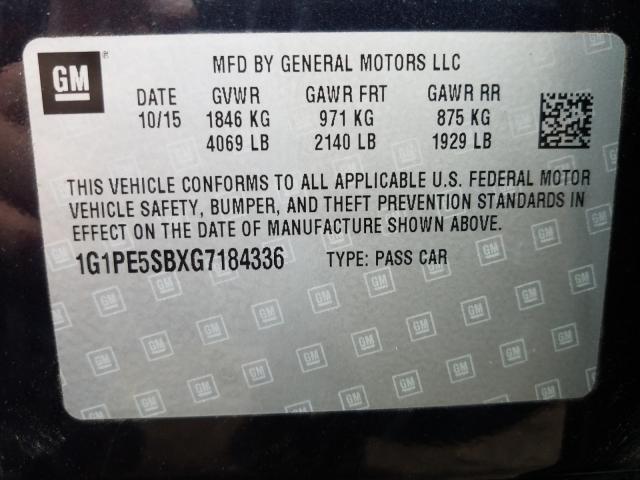 GM ®
MFD BY GENERAL MOTORS LLC
DATE GVWR GAWR FRT GAWR RR
10/15 1846 KG 971 KG 875 KG
4069 LB 2140 LB 1929 LB
THIS VEHICLE CONFORMS TO ALL APPLICABLE U.S. FEDERAL MOTOR
VEHICLE SAFETY, BUMPER, AND THEFT PREVENTION STANDARDS IN
EFFECT ON THE DATE OF MANUFACTURE SHOWN ABOVE.
1G1PE5SBXG7184336 TYPE: PASS CAR